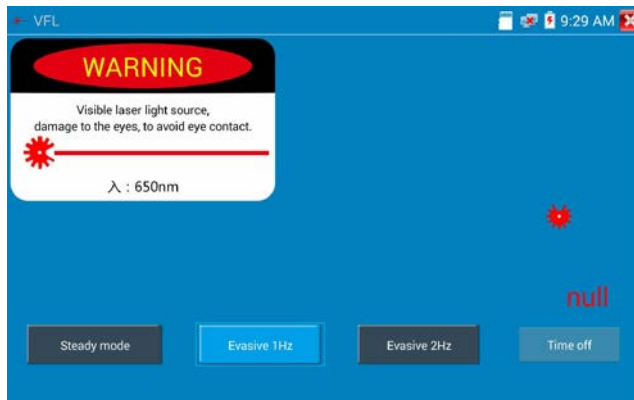 VFL
9:29 AM
WARNING
Visible laser light source,
damage to the eyes, to avoid eye contact.
入 : 650nm
null
Steady mode
Evasive 1Hz
Evasive 2Hz
Time off